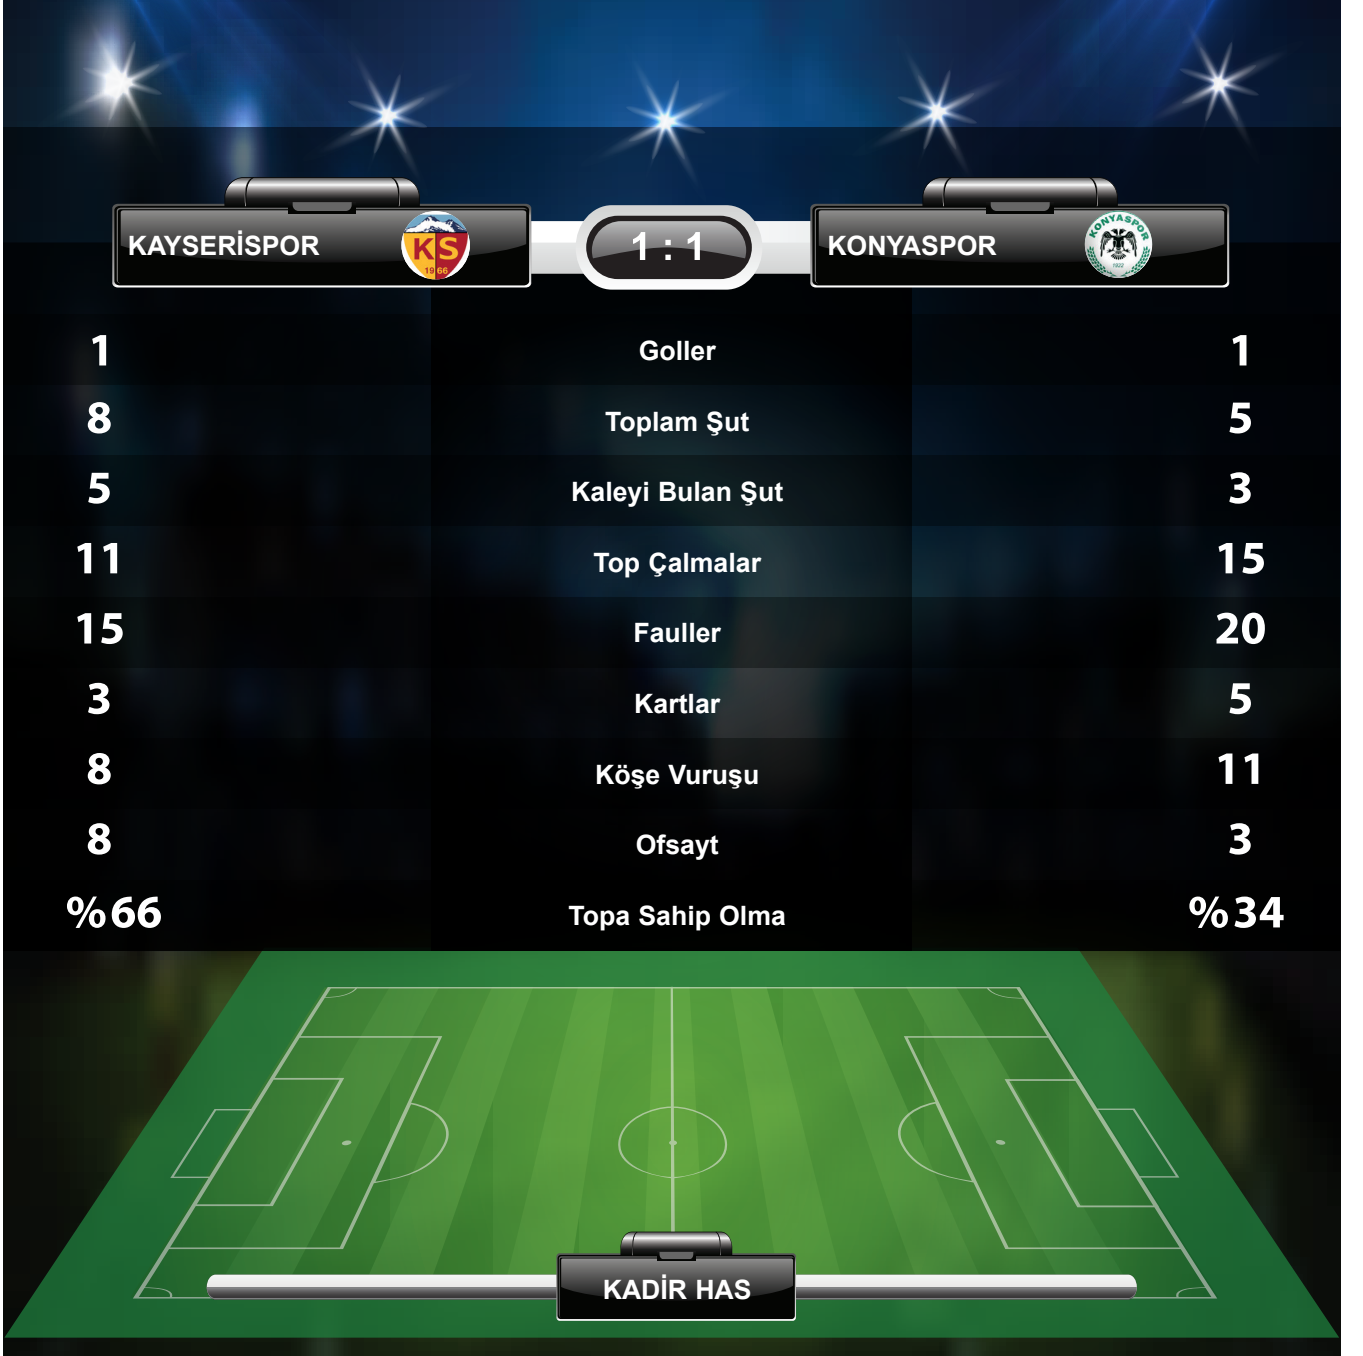 KAYSERİSPOR
KS
1966
1 : 1
KONYASPOR
KONYASPOR
1922
1 Goller 1
8 Toplam Şut 5
5 Kaleyi Bulan Şut 3
11 Top Çalmalar 15
15 Fauller 20
3 Kartlar 5
8 Köşe Vuruşu 11
8 Ofsayt 3
%66 Topa Sahip Olma %34
KADİR HAS